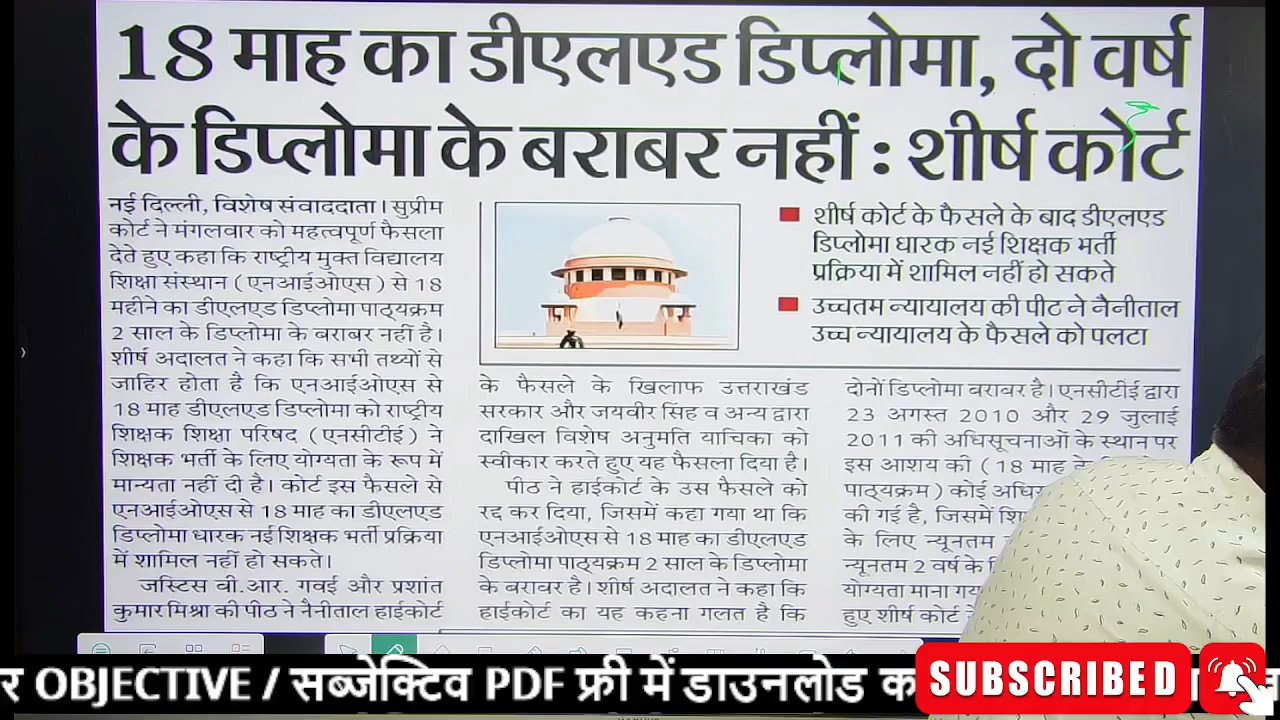 18 माह का डीएलएड डिप्लोमा, दो वर्ष
के डिप्लोमा के बराबर नहीं : शीर्ष कोर्ट
नई दिल्ली, विशेष संवाददाता। सुप्रीम
कोर्ट ने मंगलवार को महत्वपूर्ण फैसला
देते हुए कहा कि राष्ट्रीय मुक्त विद्यालय
शिक्षा संस्थान (एनआईओएस) से 18
महीने का डीएलएड डिप्लोमा पाठ्यक्रम
2 साल के डिप्लोमा के बराबर नहीं है।
शीर्ष अदालत ने कहा कि सभी तथ्यों से
जाहिर होता है कि एनआईओएस से
18 माह डीएलएड डिप्लोमा को राष्ट्रीय
शिक्षक शिक्षा परिषद (एनसीटीई) ने
शिक्षक भर्ती के लिए योग्यता के रूप में
मान्यता नहीं दी है। कोर्ट इस फैसले से
एनआईओएस से 18 माह का डीएलएड
डिप्लोमा धारक नई शिक्षक भर्ती प्रक्रिया
में शामिल नहीं हो सकते।
जस्टिस बी.आर. गवई और प्रशांत
कुमार मिश्रा की पीठ ने नैनीताल हाईकोर्ट
शीर्ष कोर्ट के फैसले के बाद डीएलएड
डिप्लोमा धारक नई शिक्षक भर्ती
प्रक्रिया में शामिल नहीं हो सकते
उच्चतम न्यायालय की पीट ने नैनीताल
उच्च न्यायालय के फैसले को पलटा
के फैसले के खिलाफ उत्तराखंड
सरकार और जयवीर सिंह व अन्य द्वारा
दाखिल विशेष अनुमति याचिका को
स्वीकार करते हुए यह फैसला दिया है।
पीठ ने हाईकोर्ट के उस फैसले को
रद्द कर दिया, जिसमें कहा गया था कि
एनआईओएस से 18 माह का डीएलएड
डिप्लोमा पाठ्यक्रम 2 साल के डिप्लोमा
के बराबर है। शीर्ष अदालत ने कहा कि
हाईकोर्ट का यह कहना गलत है कि
दोनों डिप्लोमा बराबर है। एनसीटीई द्वारा
23 अगस्त 2010 और 29 जुलाई
2011 की अधिसूचनाओं के स्थान पर
इस आशय की (18 माह के
पाठ्यक्रम) कोई
की गई है, जिसमें
के लिए न्यूनतम
न्यूनतम 2 वर्ष के
योग्यता माना
हुए शीर्ष कोर्ट
र OBJECTIVE / सब्जेक्टिव PDF फ्री में डाउनलोड
SUBSCRIBED